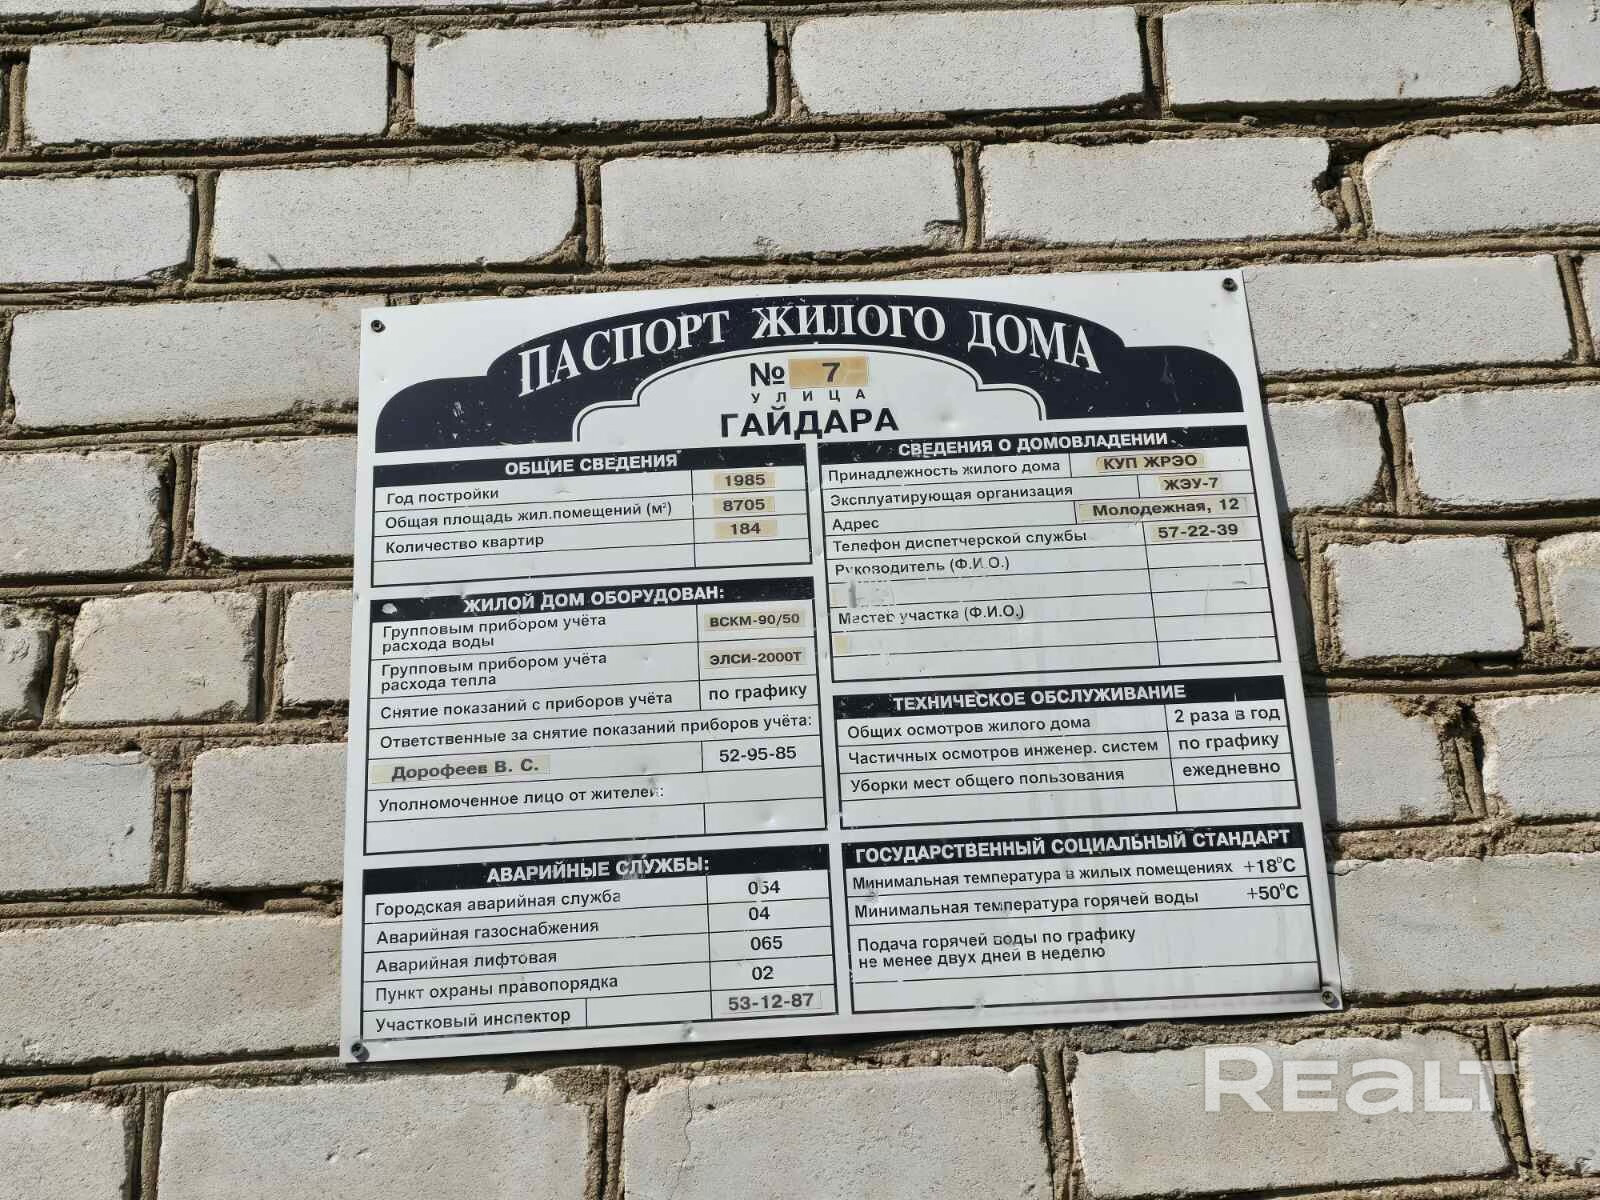 ПАСПОРТ ЖИЛОГО ДОМА
№ 7
УЛИЦА
ГАЙДАРА
ОБЩИЕ СВЕДЕНИЯ
Год постройки 1985
Общая площадь жил.помещений (м²) 8705
Количество квартир 184
ЖИЛОЙ ДОМ ОБОРУДОВАН:
Групповым прибором учёта
расхода воды ВСКМ-90/50
Групповым прибором учёта
расхода тепла ЭЛСИ-2000Т
Снятие показаний с приборов учёта по графику
Ответственные за снятие показаний приборов учёта:
Дорофеев В. С. 52-95-85
Уполномоченное лицо от жителей:
АВАРИЙНЫЕ СЛУЖБЫ:
Городская аварийная служба 054
Аварийная газоснабжения 04
Аварийная лифтовая 065
Пункт охраны правопорядка 02
Участковый инспектор 53-12-87
СВЕДЕНИЯ О ДОМОВЛАДЕНИИ
Принадлежность жилого дома КУП ЖРЭО
Эксплуатирующая организация ЖЭУ-7
Адрес Молодежная, 12
Телефон диспетчерской службы 57-22-39
Руководитель (Ф.И.О.)
Мастер участка (Ф.И.О.)
ТЕХНИЧЕСКОЕ ОБСЛУЖИВАНИЕ
Общих осмотров жилого дома 2 раза в год
Частичных осмотров инженер. систем по графику
Уборки мест общего пользования ежедневно
ГОСУДАРСТВЕННЫЙ СОЦИАЛЬНЫЙ СТАНДАРТ
Минимальная температура в жилых помещениях +18°С
Минимальная температура горячей воды +50°С
Подача горячей воды по графику
не менее двух дней в неделю
REALT